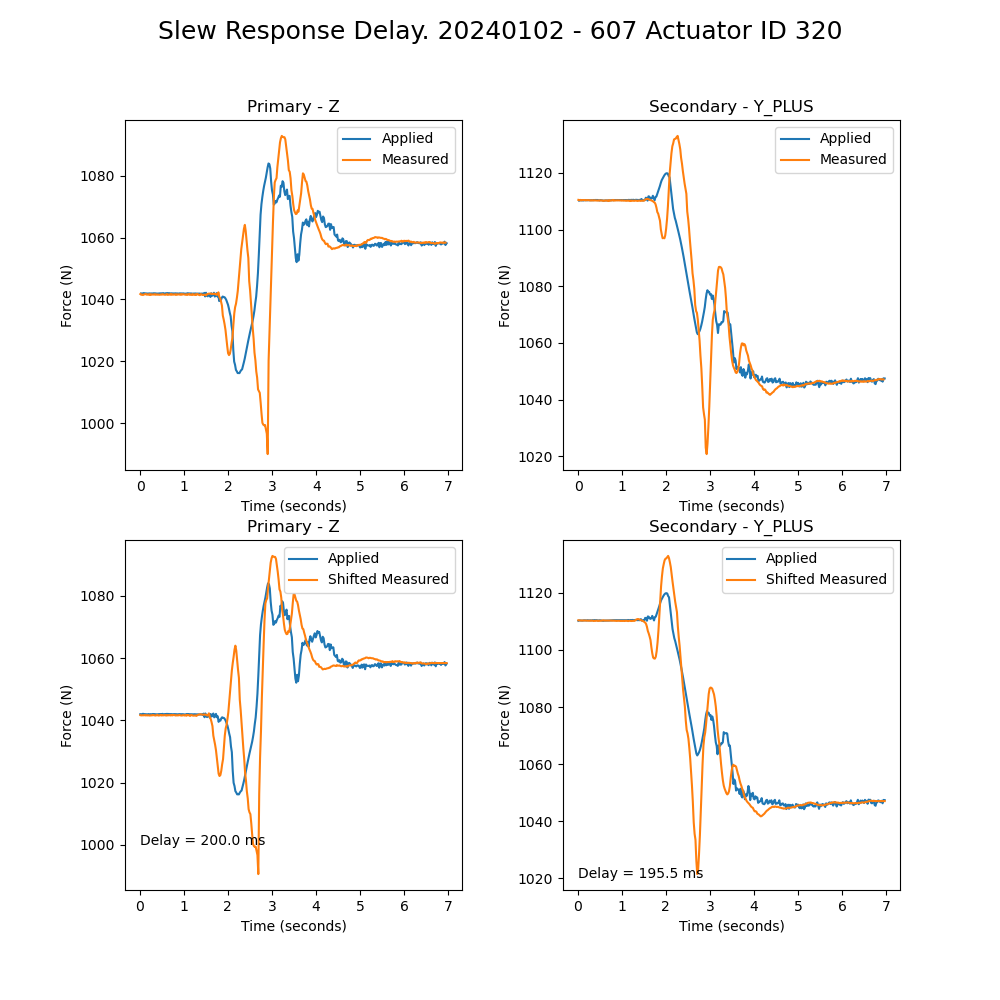 Slew Response Delay. 20240102 - 607 Actuator ID 320
Primary - Z
Applied
Measured
Force (N)
1080
1060
1040
1020
1000
0 1 2 3 4 5 6 7
Time (seconds)
Secondary - Y_PLUS
Applied
Measured
Force (N)
1120
1100
1080
1060
1040
1020
0 1 2 3 4 5 6 7
Time (seconds)
Primary - Z
Applied
Shifted Measured
Force (N)
1080
1060
1040
1020
1000
Delay = 200.0 ms
0 1 2 3 4 5 6 7
Time (seconds)
Secondary - Y_PLUS
Applied
Shifted Measured
Force (N)
1120
1100
1080
1060
1040
1020
Delay = 195.5 ms
0 1 2 3 4 5 6 7
Time (seconds)